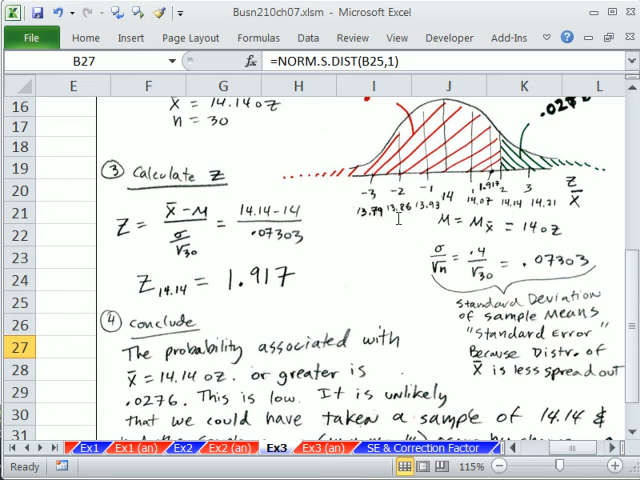 Busn210ch07.xlsm - Microsoft Excel
File Home Insert Page Layout Formulas Data Review View Developer
B27 fx =NORM.S.DIST(B25,1)
E F G H I J K L
16 17 18 19 20 21 22 23 24 25 26 27 28 29 30 31
x̄ = 14.14 oz
n = 30
.0276
③ Calculate Z
-3 -2 -1 14 1 1.917 2 3 Z
13.79 13.86 13.93 14.07 14.14 14.21 x̄
Z = x̄ - M / σ/√30 = 14.14-14 / .07303
M = Mx̄ = 14oz
σ/√n = .4/√30 = .07303
Z14.14 = 1.917
Standard Deviation
of sample Means
"Standard Error"
Because Distr. of
x̄ is less spread out
④ Conclude
The probability associated with
x̄ = 14.14 oz. or greater is
.0276. This is low. It is unlikely
that we could have taken a sample of 14.14 &
Ex1 Ex1 (an) Ex2 Ex2 (an) Ex3 Ex3 (an) SE & Correction Factor
Ready 115%